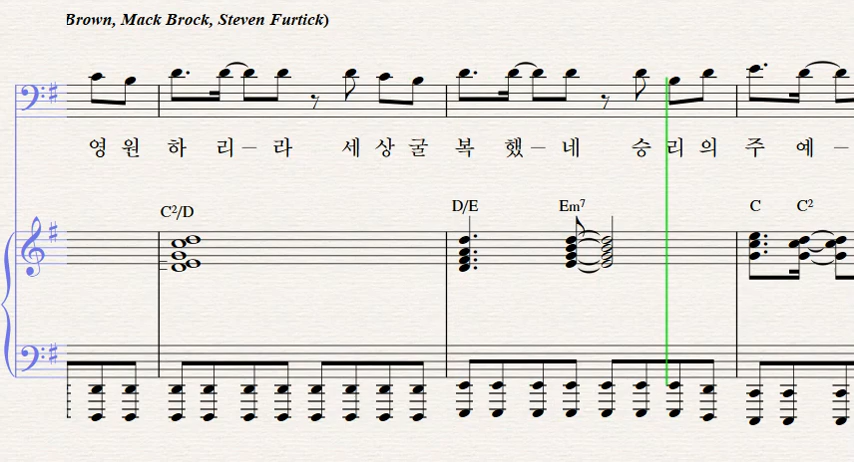 Brown, Mack Brock, Steven Furtick)
영 원 하 리 – 라 세 상 굴 복 했 – 네 승 리 의 주 예 –
C²/D D/E Em⁷ C C²